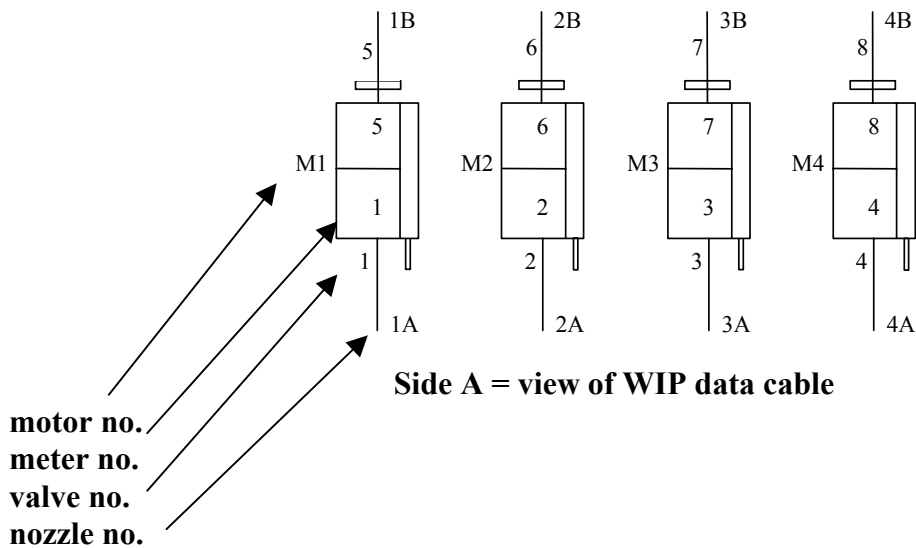 1B 2B 3B 4B
5 6 7 8
5 6 7 8
M1 M2 M3 M4
1 2 3 4
1 2 3 4
1A 2A 3A 4A
Side A = view of WIP data cable
motor no.
meter no.
valve no.
nozzle no.